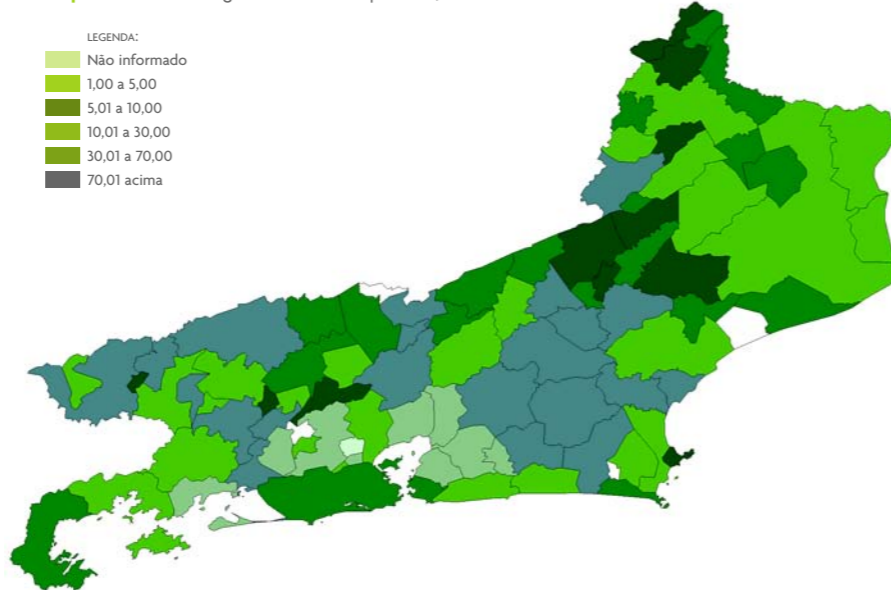 LEGENDA:
Não informado
1,00 a 5,00
5,01 a 10,00
10,01 a 30,00
30,01 a 70,00
70,01 acima